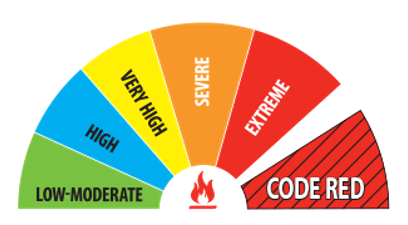 LOW-MODERATE
HIGH
VERY HIGH
SEVERE
EXTREME
CODE RED